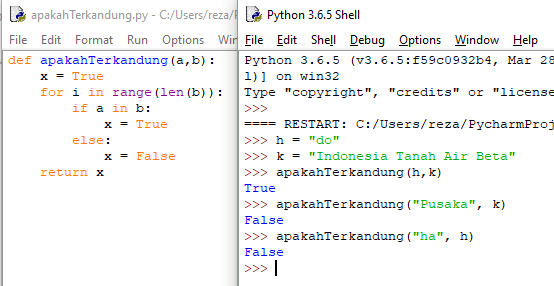 apakahTerkandung.py - C:/Users/reza/P
File Edit Format Run Options Win
def apakahTerkandung(a,b):
    x = True
    for i in range(len(b)):
        if a in b:
            x = True
        else:
            x = False
    return x
Python 3.6.5 Shell
File Edit Shell Debug Options Window Help
Python 3.6.5 (v3.6.5:f59c0932b4, Mar 28
l)] on win32
Type "copyright", "credits" or "license
>>>
==== RESTART: C:/Users/reza/PycharmProj
>>> h = "do"
>>> k = "Indonesia Tanah Air Beta"
>>> apakahTerkandung(h,k)
True
>>> apakahTerkandung("Pusaka", k)
False
>>> apakahTerkandung("ha", h)
False
>>>